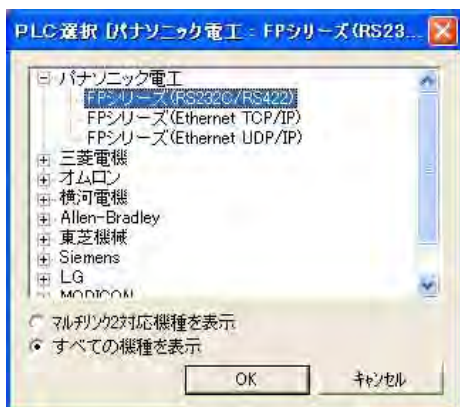 PLC選択 [パナソニック電工 : FPシリーズ(RS23...
パナソニック電工
FPシリーズ(RS232C/RS422)
FPシリーズ(Ethernet TCP/IP)
FPシリーズ(Ethernet UDP/IP)
三菱電機
オムロン
横河電機
Allen-Bradley
東芝機械
Siemens
LG
MODICON
マルチリンク2対応機種を表示
すべての機種を表示
OK キャンセル